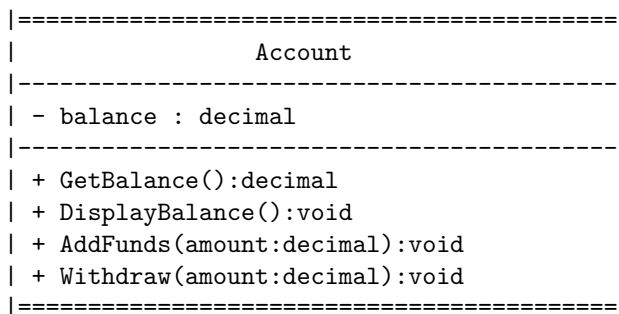 |===========================================
|                 Account
|-------------------------------------------
| - balance : decimal
|-------------------------------------------
| + GetBalance():decimal
| + DisplayBalance():void
| + AddFunds(amount:decimal):void
| + Withdraw(amount:decimal):void
|===========================================